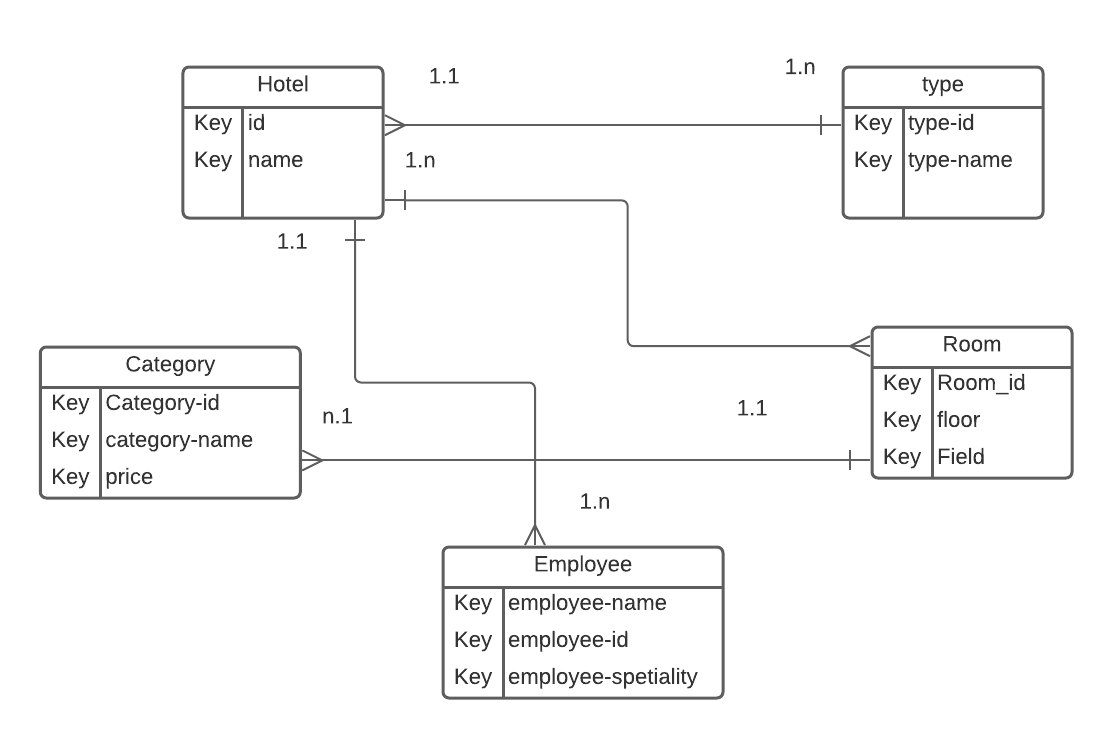 1.1
1.n
Hotel
Key id
Key name
type
Key type-id
Key type-name
1.n
1.1
Category
Key Category-id
Key category-name
Key price
Room
Key Room_id
Key floor
Key Field
n.1
1.1
1.n
Employee
Key employee-name
Key employee-id
Key employee-spetiality